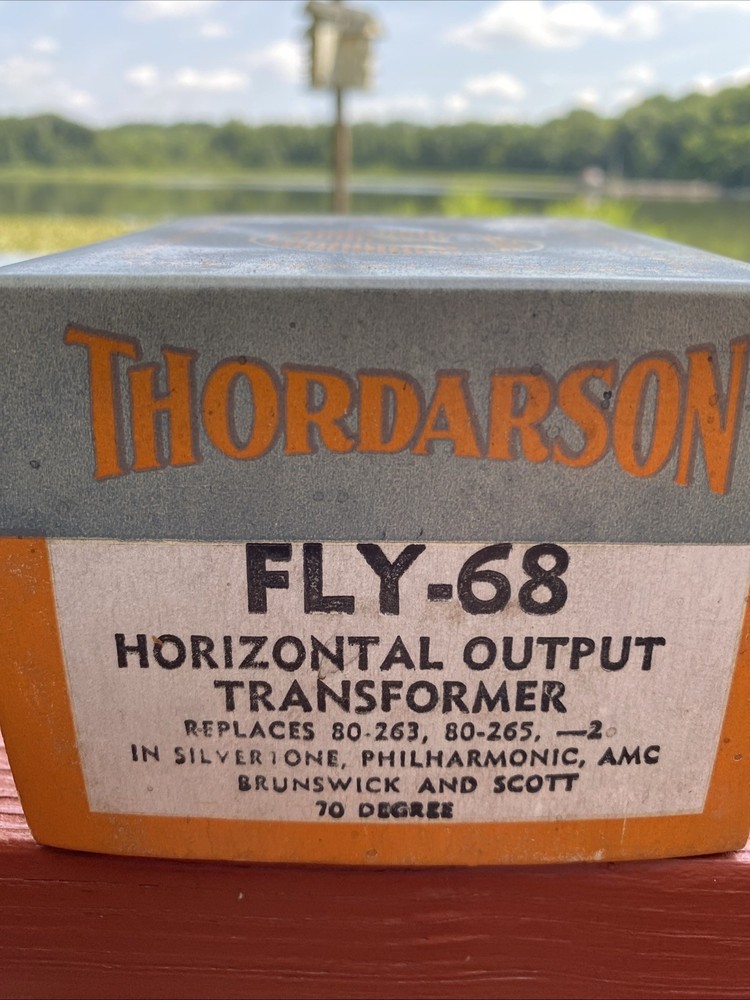 THORDARSON
FLY-68
HORIZONTAL OUTPUT
TRANSFORMER
REPLACES 80-263, 80-265, —2
IN SILVERTONE, PHILHARMONIC, AMC
BRUNSWICK AND SCOTT
70 DEGREE